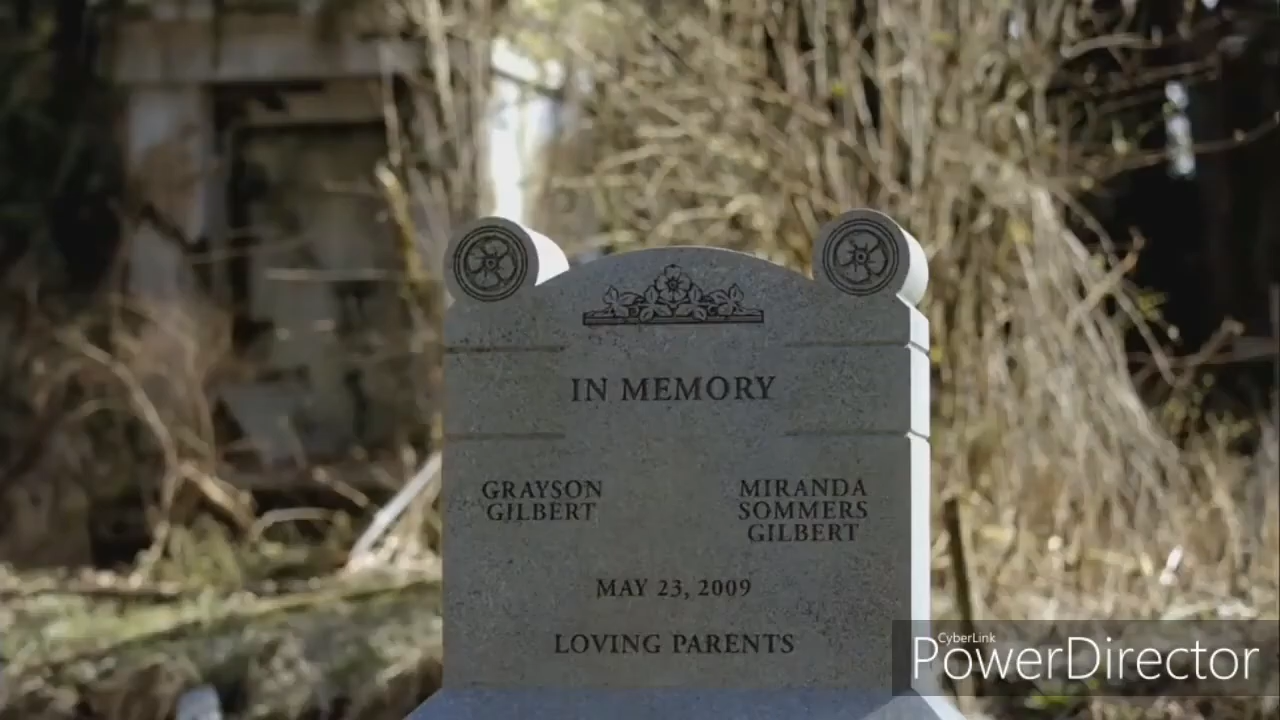 IN MEMORY
GRAYSON
GILBERT
MIRANDA
SOMMERS
GILBERT
MAY 23, 2009
LOVING PARENTS
CyberLink
PowerDirector